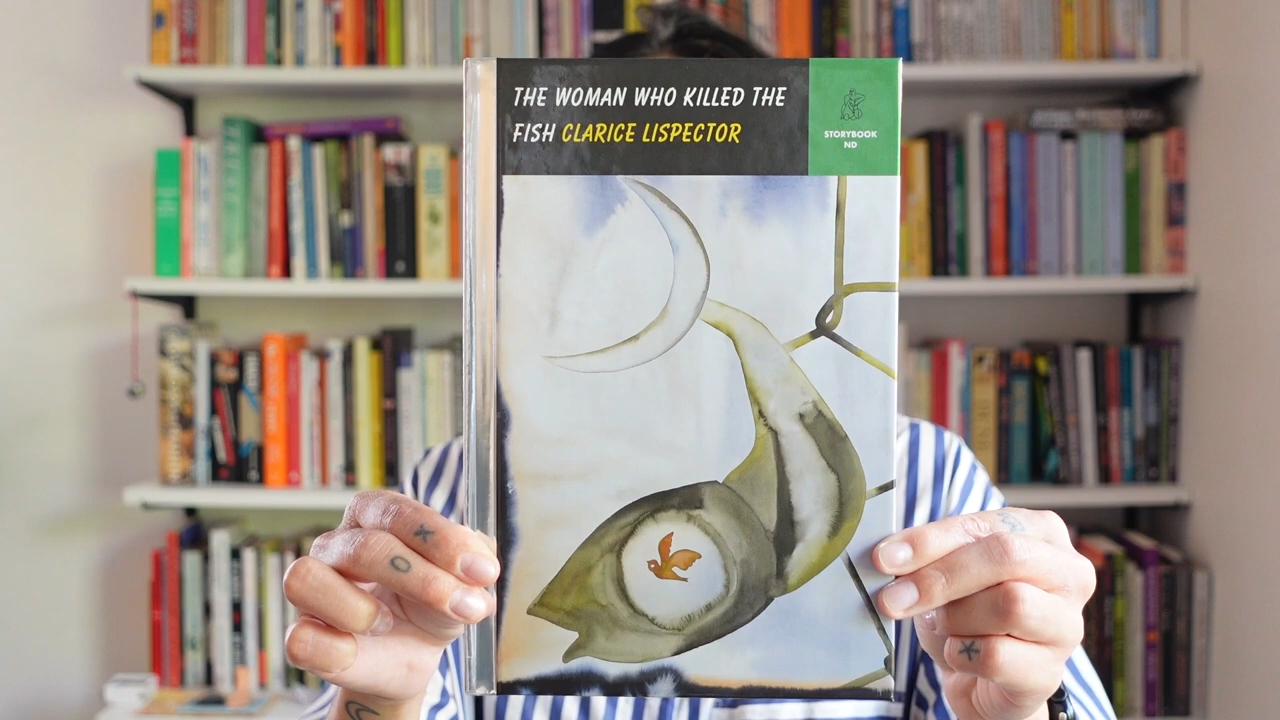 THE WOMAN WHO KILLED THE
FISH CLARICE LISPECTOR
STORYBOOK
ND